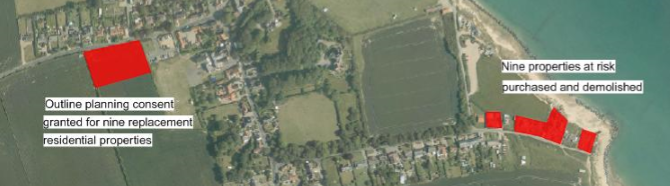 Outline planning consent
granted for nine replacement
residential properties
Nine properties at risk
purchased and demolished